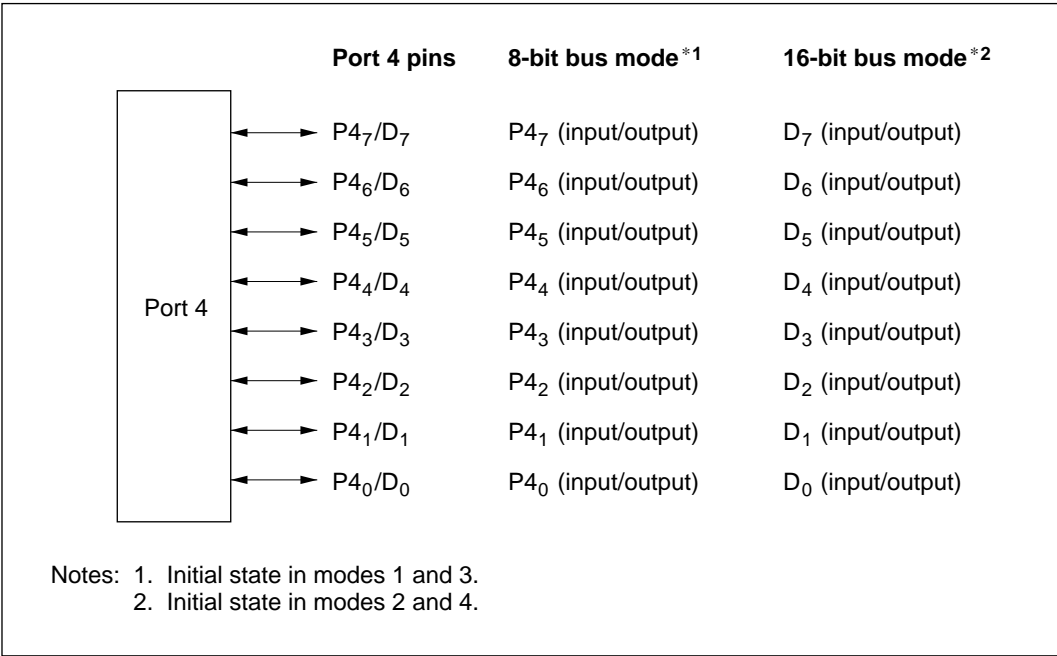 Port 4 pins 8-bit bus mode*1 16-bit bus mode*2
P4₇/D₇ P4₇ (input/output) D₇ (input/output)
P4₆/D₆ P4₆ (input/output) D₆ (input/output)
P4₅/D₅ P4₅ (input/output) D₅ (input/output)
P4₄/D₄ P4₄ (input/output) D₄ (input/output)
Port 4
P4₃/D₃ P4₃ (input/output) D₃ (input/output)
P4₂/D₂ P4₂ (input/output) D₂ (input/output)
P4₁/D₁ P4₁ (input/output) D₁ (input/output)
P4₀/D₀ P4₀ (input/output) D₀ (input/output)
Notes: 1. Initial state in modes 1 and 3.
2. Initial state in modes 2 and 4.